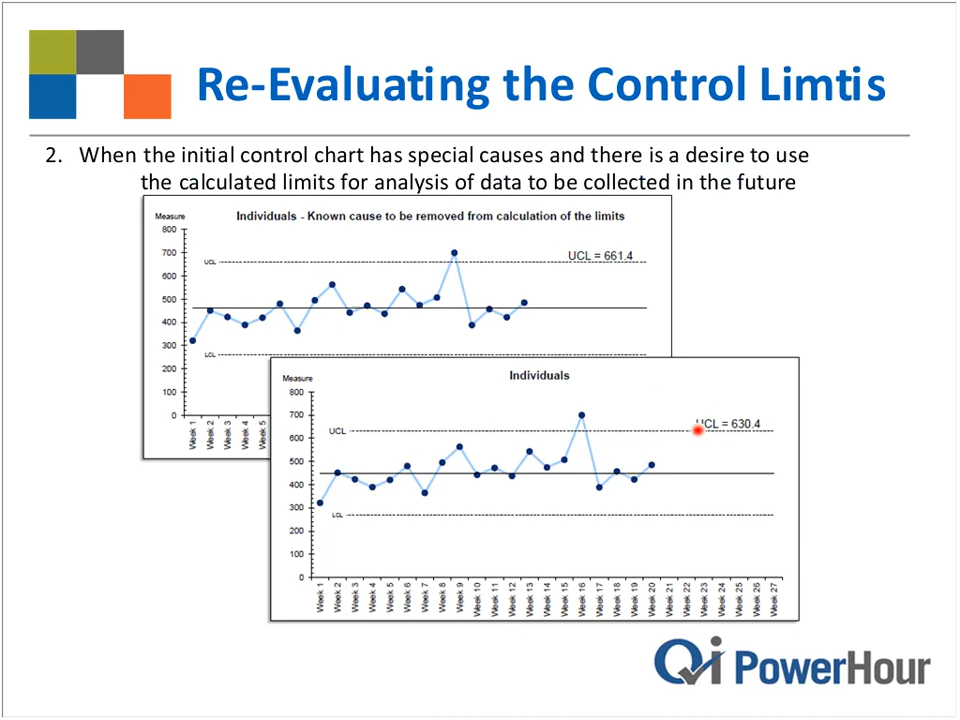 Re-Evaluating the Control Limtis
2. When the initial control chart has special causes and there is a desire to use
the calculated limits for analysis of data to be collected in the future
Measure
Individuals - Known cause to be removed from calculation of the limits
800
700
600
500
400
300
200
100
0
UCL
UCL = 661.4
LCL
Week 1
Week 2
Week 3
Week 4
Week 5
Measure
Individuals
800
700
600
500
400
300
200
100
0
UCL
UCL = 630.4
LCL
Week 1
Week 2
Week 3
Week 4
Week 5
Week 6
Week 7
Week 8
Week 9
Week 10
Week 11
Week 12
Week 13
Week 14
Week 15
Week 16
Week 17
Week 18
Week 19
Week 20
Week 21
Week 22
Week 23
Week 24
Week 25
Week 26
Week 27
Qi PowerHour